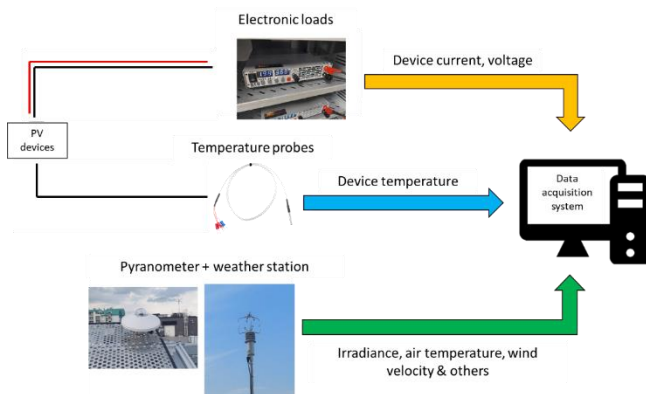 Electronic loads
Device current, voltage
PV
devices
Temperature probes
Device temperature
Data
acquisition
system
Pyranometer + weather station
Irradiance, air temperature, wind
velocity & others